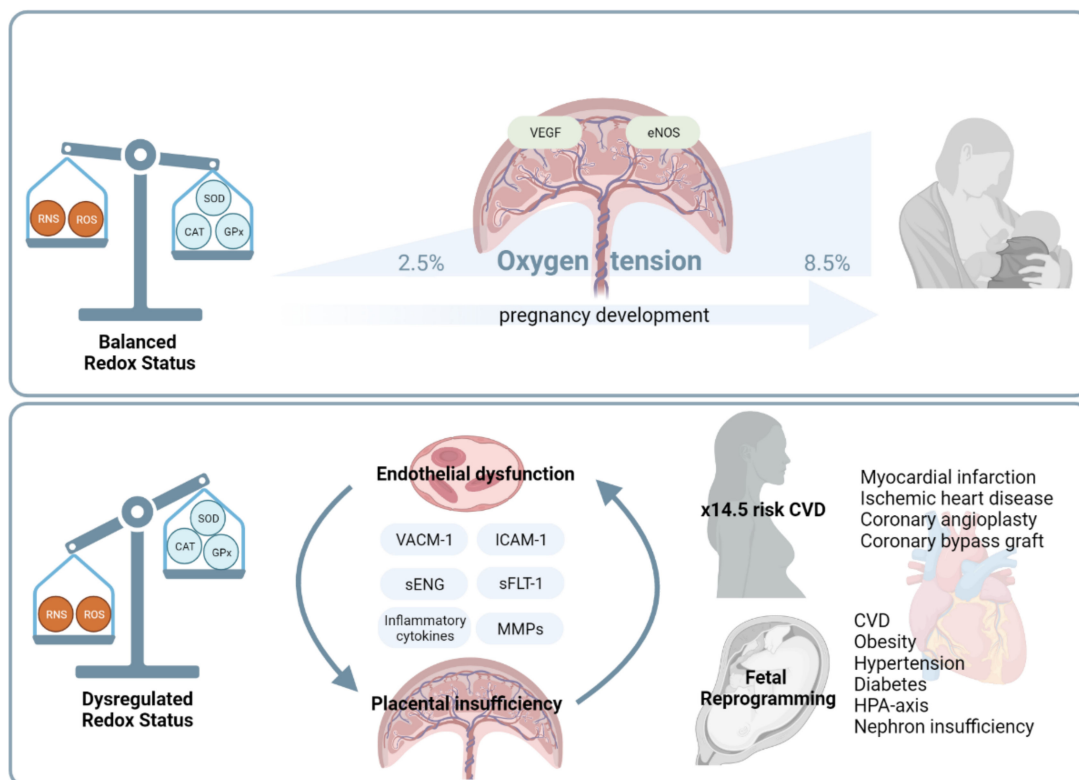 VEGF
eNOS
SOD
RNS
ROS
CAT
GPx
2.5%
Oxygen tension
8.5%
pregnancy development
Balanced
Redox Status
Endothelial dysfunction
Myocardial infarction
Ischemic heart disease
Coronary angioplasty
Coronary bypass graft
x14.5 risk CVD
SOD
CAT
GPx
VACM-1
ICAM-1
sENG
sFLT-1
RNS
ROS
Inflammatory
cytokines
MMPs
CVD
Obesity
Hypertension
Diabetes
HPA-axis
Nephron insufficiency
Dysregulated
Redox Status
Placental insufficiency
Fetal
Reprogramming